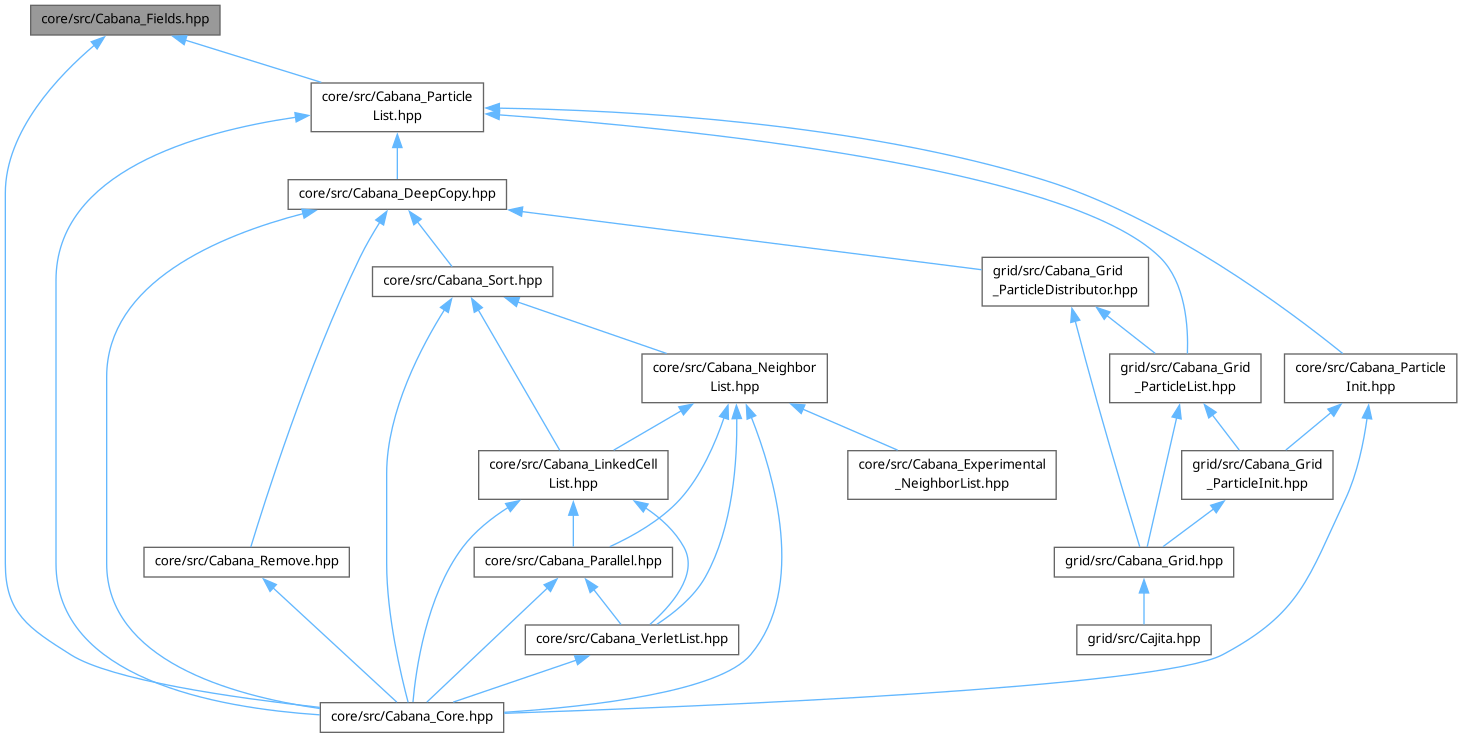 core/src/Cabana_Fields.hpp
core/src/Cabana_Particle
List.hpp
core/src/Cabana_DeepCopy.hpp
core/src/Cabana_Sort.hpp
grid/src/Cabana_Grid
_ParticleDistributor.hpp
core/src/Cabana_Neighbor
List.hpp
grid/src/Cabana_Grid
_ParticleList.hpp
core/src/Cabana_Particle
Init.hpp
core/src/Cabana_LinkedCell
List.hpp
core/src/Cabana_Experimental
_NeighborList.hpp
grid/src/Cabana_Grid
_ParticleInit.hpp
core/src/Cabana_Remove.hpp
core/src/Cabana_Parallel.hpp
grid/src/Cabana_Grid.hpp
core/src/Cabana_VerletList.hpp
grid/src/Cajita.hpp
core/src/Cabana_Core.hpp